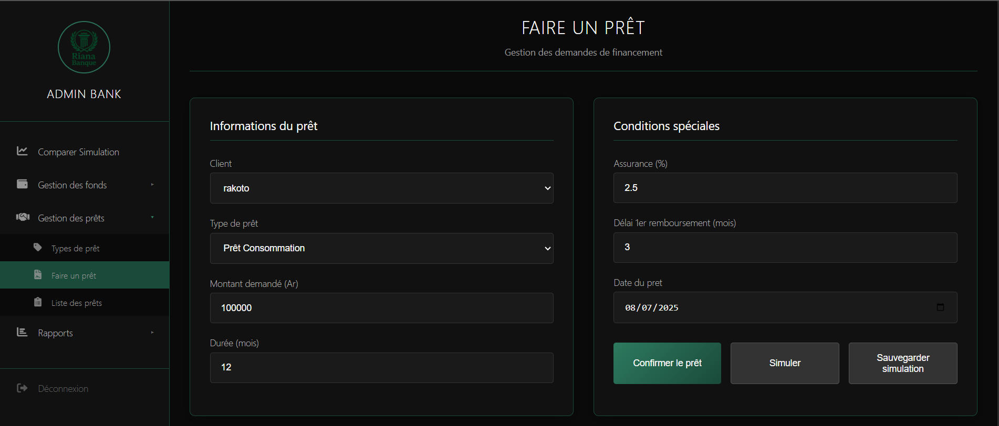 Riana
Banque
ADMIN BANK
Comparer Simulation
Gestion des fonds
Gestion des prêts
Types de prêt
Faire un prêt
Liste des prêts
Rapports
Déconnexion
FAIRE UN PRÊT
Gestion des demandes de financement
Informations du prêt
Client
rakoto
Type de prêt
Prêt Consommation
Montant demandé (Ar)
100000
Durée (mois)
12
Conditions spéciales
Assurance (%)
2.5
Délai 1er remboursement (mois)
3
Date du pret
08/07/2025
Confirmer le prêt
Simuler
Sauvegarder
simulation